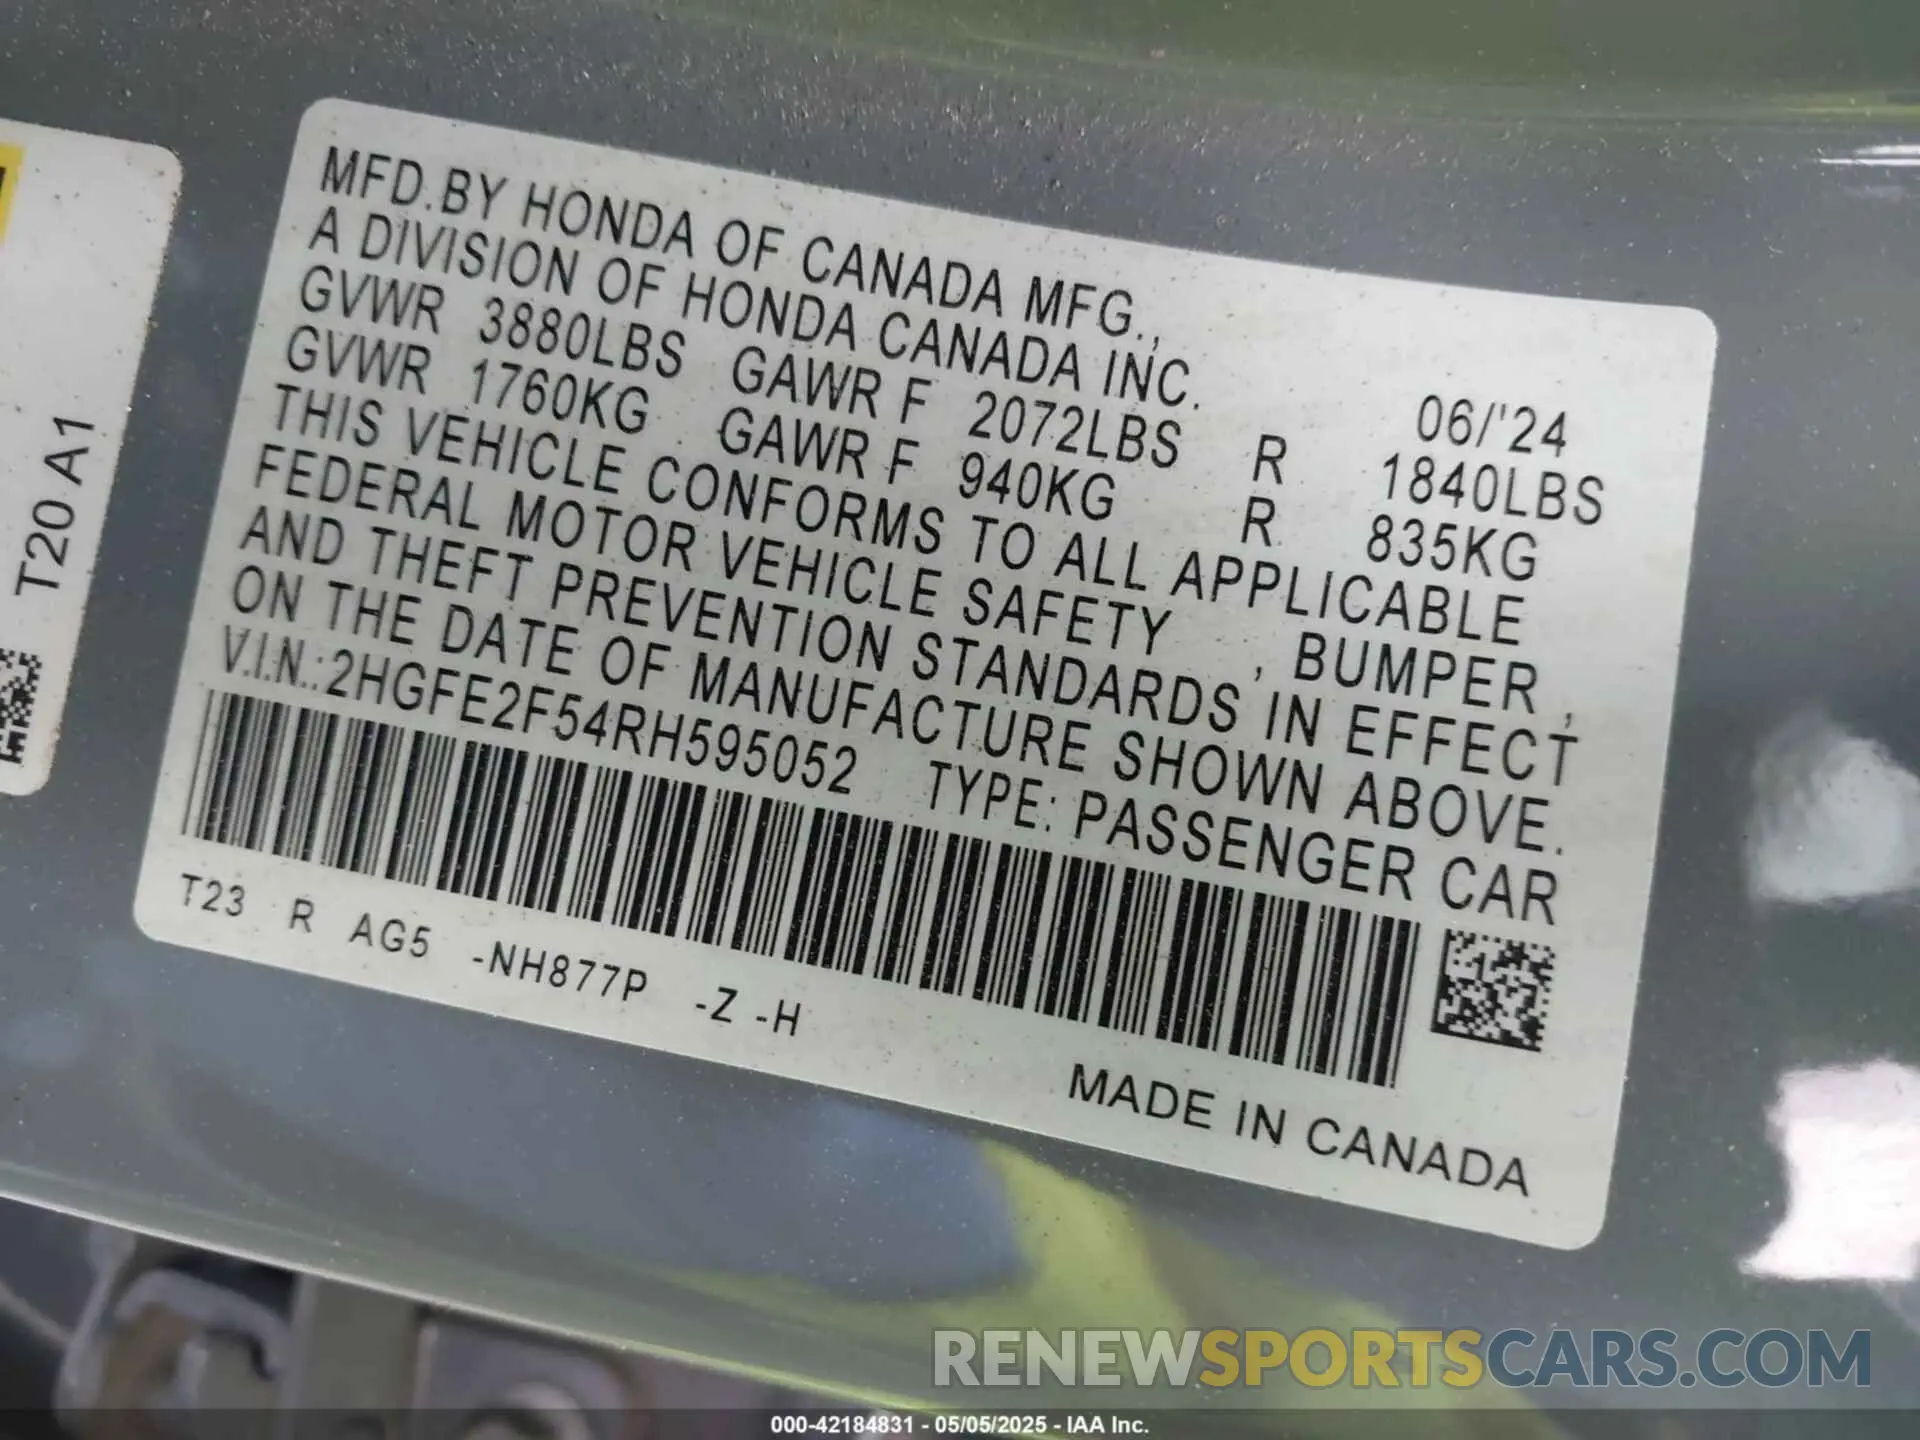 MFD.BY HONDA OF CANADA MFG.,
A DIVISION OF HONDA CANADA INC. 06/'24
GVWR 3880LBS GAWR F 2072LBS R 1840LBS
GVWR 1760KG GAWR F 940KG R 835KG
THIS VEHICLE CONFORMS TO ALL APPLICABLE
FEDERAL MOTOR VEHICLE SAFETY , BUMPER ,
AND THEFT PREVENTION STANDARDS IN EFFECT
ON THE DATE OF MANUFACTURE SHOWN ABOVE.
V.I.N.:2HGFE2F54RH595052 TYPE: PASSENGER CAR
T23 R AG5 -NH877P -Z -H
MADE IN CANADA
T20 A1
RENEWSPORTSCARS.COM
000-42184831 - 05/05/2025 - IAA Inc.